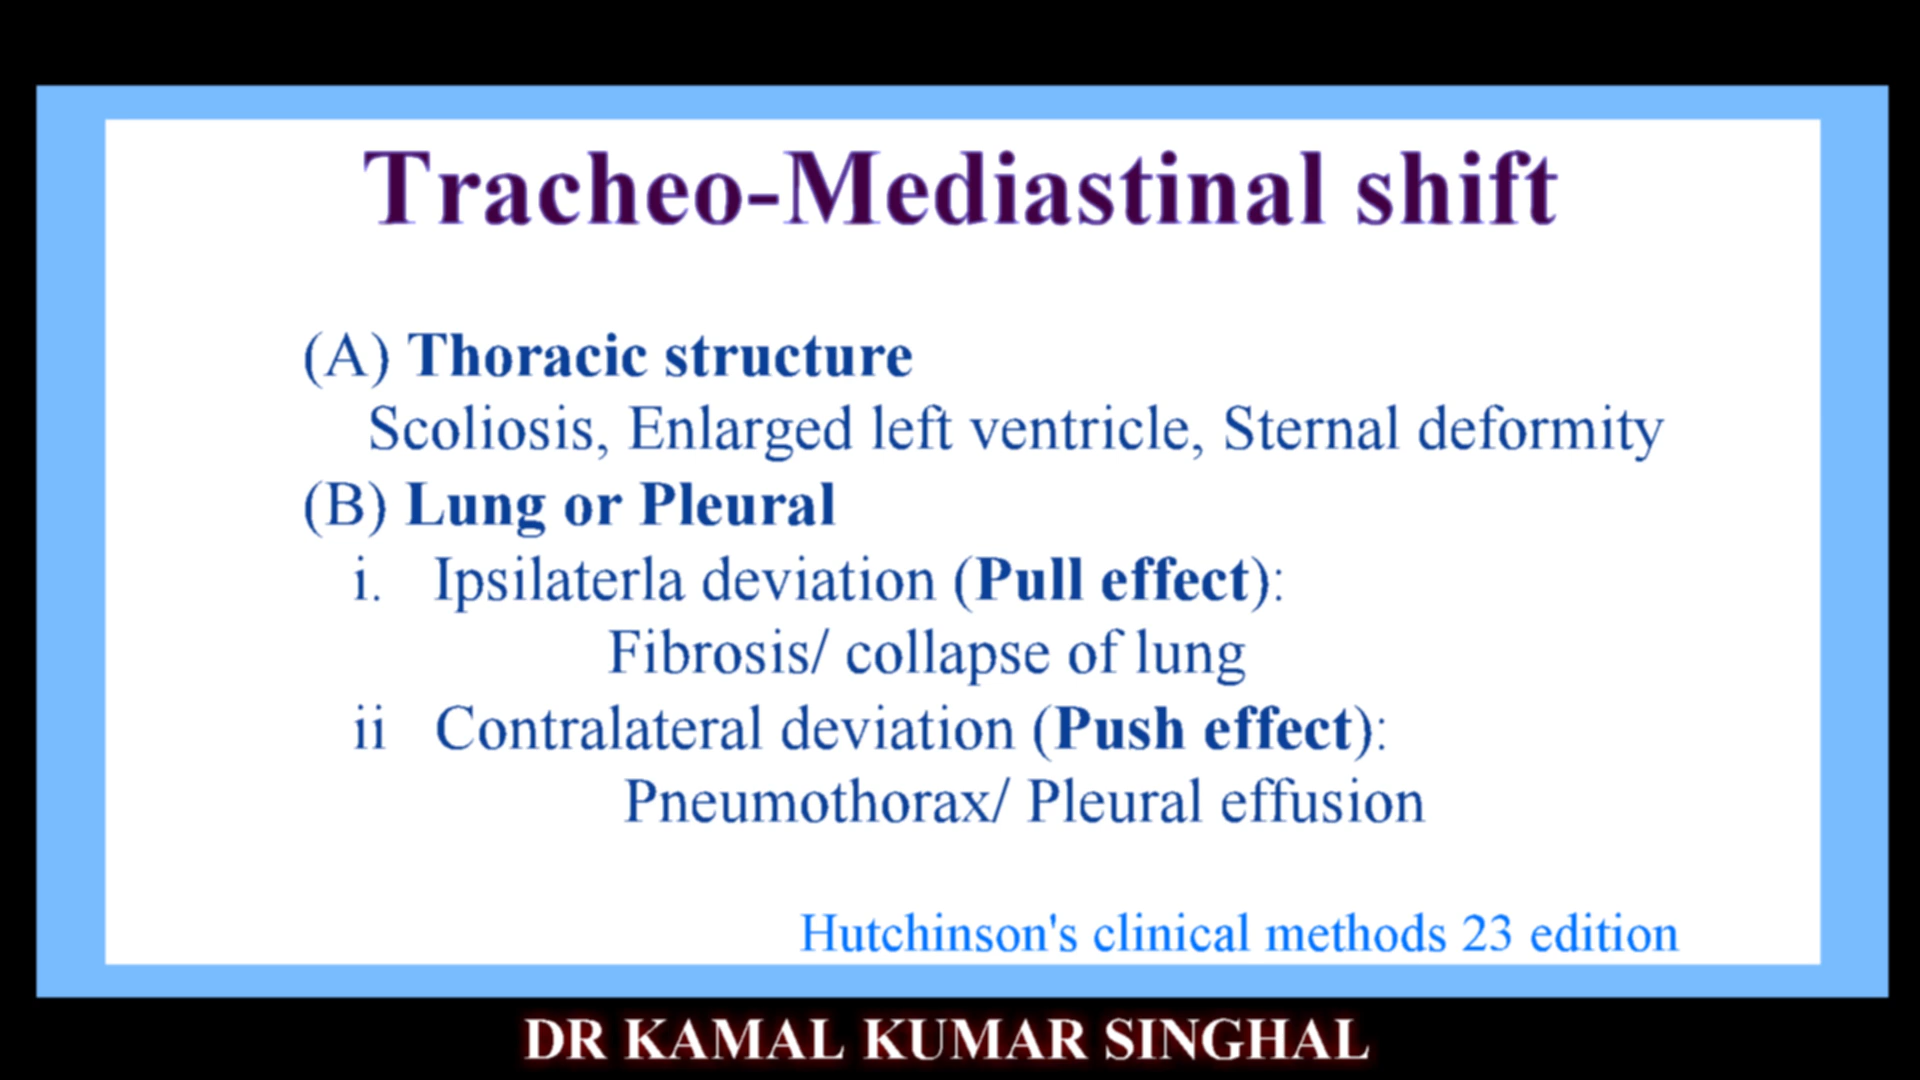 Tracheo-Mediastinal shift
(A) Thoracic structure
Scoliosis, Enlarged left ventricle, Sternal deformity
(B) Lung or Pleural
i. Ipsilaterla deviation (Pull effect):
Fibrosis/ collapse of lung
ii Contralateral deviation (Push effect):
Pneumothorax/ Pleural effusion
Hutchinson's clinical methods 23 edition
DR KAMAL KUMAR SINGHAL